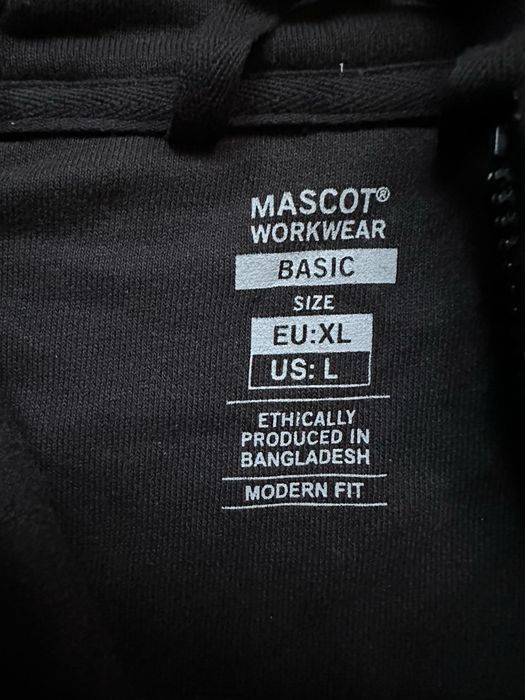 MASCOT®
WORKWEAR
BASIC
SIZE
EU:XL
US: L
ETHICALLY
PRODUCED IN
BANGLADESH
MODERN FIT